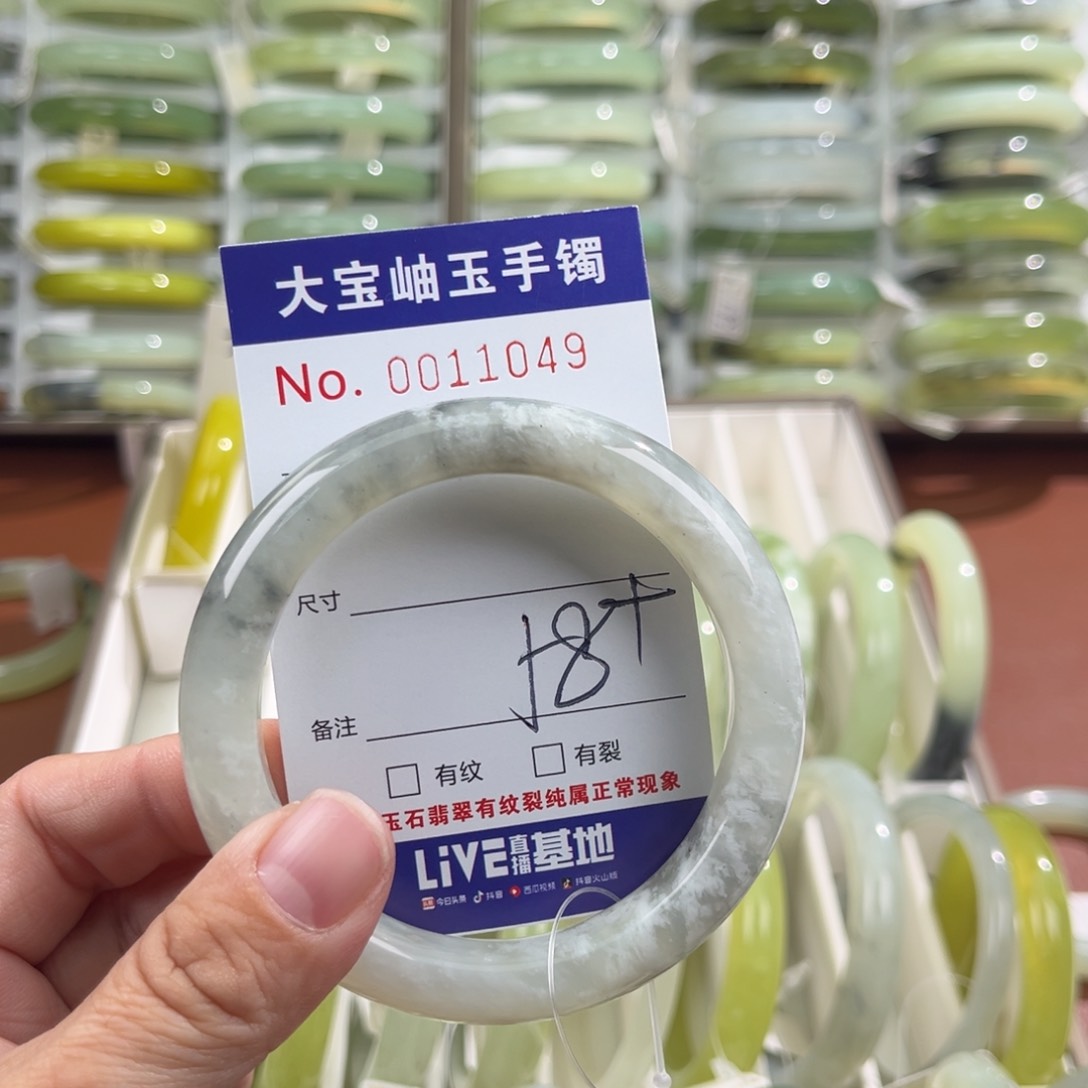 大宝岫玉手镯
No. 0011049
尺寸
58+
备注
□ 有纹 □ 有裂
玉石翡翠有纹裂纯属正常现象
LiVE直播基地
今日头条 抖音 西瓜视频 抖音火山版